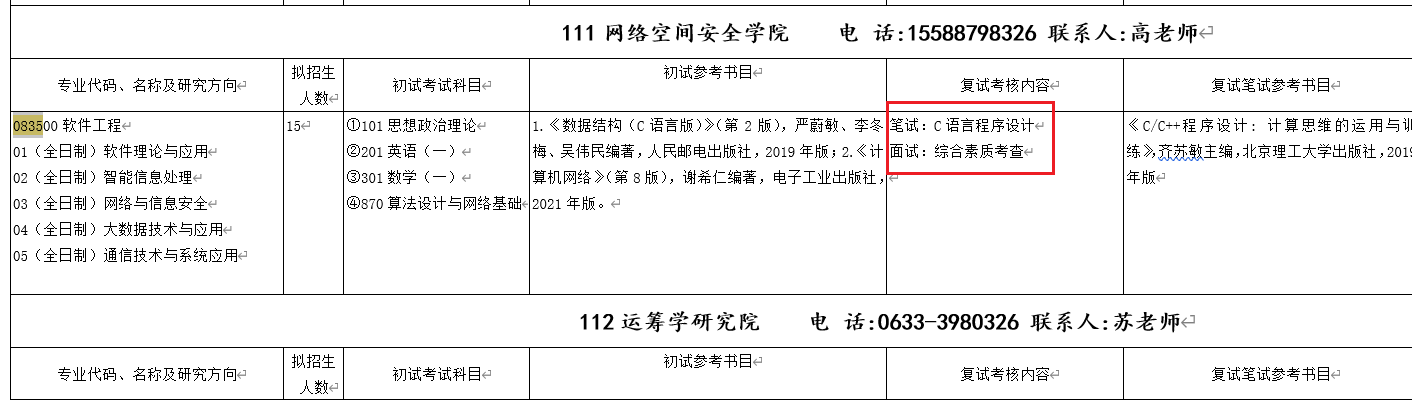 111 网络空间安全学院 电 话:15588798326 联系人:高老师
专业代码、名称及研究方向
拟招生
人数
初试考试科目
初试参考书目
复试考核内容
复试笔试参考书目
083500 软件工程
01（全日制）软件理论与应用
02（全日制）智能信息处理
03（全日制）网络与信息安全
04（全日制）大数据技术与应用
05（全日制）通信技术与系统应用
15
①101 思想政治理论
②201 英语（一）
③301 数学（一）
④870 算法设计与网络基础
1.《数据结构（C 语言版）》（第 2 版），严蔚敏、李冬
梅、吴伟民编著，人民邮电出版社，2019 年版；2.《计
算机网络》（第 8 版），谢希仁编著，电子工业出版社，
2021 年版。
笔试：C 语言程序设计
面试：综合素质考查
《C/C++程序设计：计算思维的运用与训
练》，齐苏敏主编，北京理工大学出版社，2019
年版
112 运筹学研究院 电 话:0633-3980326 联系人:苏老师
专业代码、名称及研究方向
拟招生
人数
初试考试科目
初试参考书目
复试考核内容
复试笔试参考书目